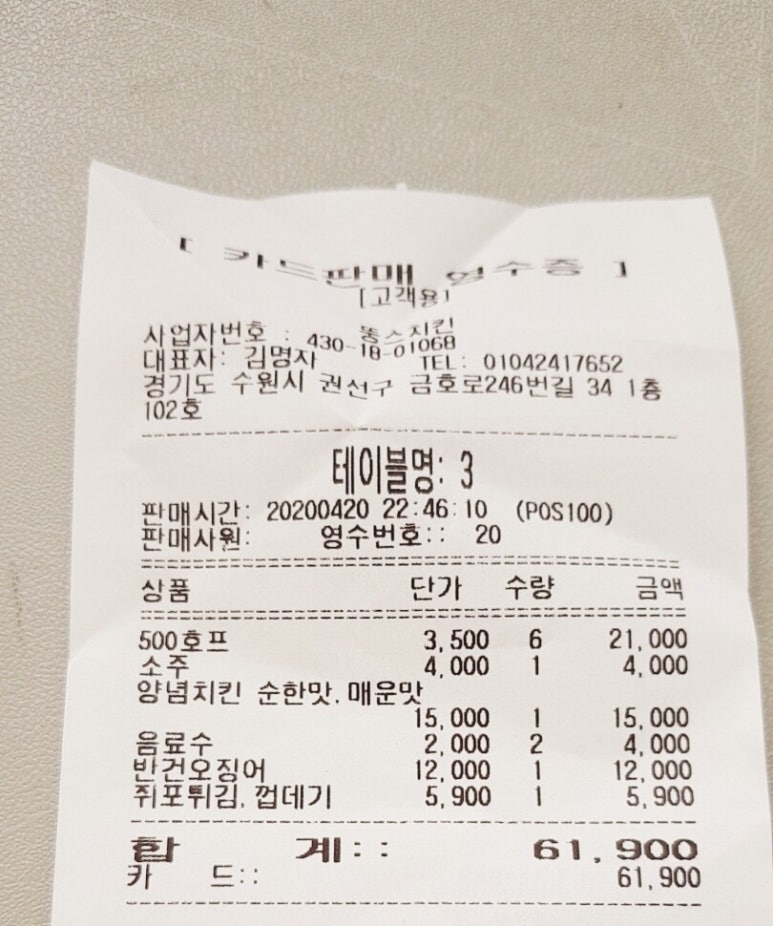 [ 카드판매 영수증 ]
[고객용]
똥스치킨
사업자번호 : 430-18-01068
대표자: 김명자 TEL: 01042417652
경기도 수원시 권선구 금호로246번길 34 1층
102호
테이블명: 3
판매시간: 20200420 22:46:10 (POS100)
판매사원: 영수번호:: 20
상품 단가 수량 금액
500호프 3,500 6 21,000
소주 4,000 1 4,000
양념치킨 순한맛,매운맛
15,000 1 15,000
음료수 2,000 2 4,000
반건오징어 12,000 1 12,000
쥐포튀김,껍데기 5,900 1 5,900
합 계:: 61,900
카 드:: 61,900